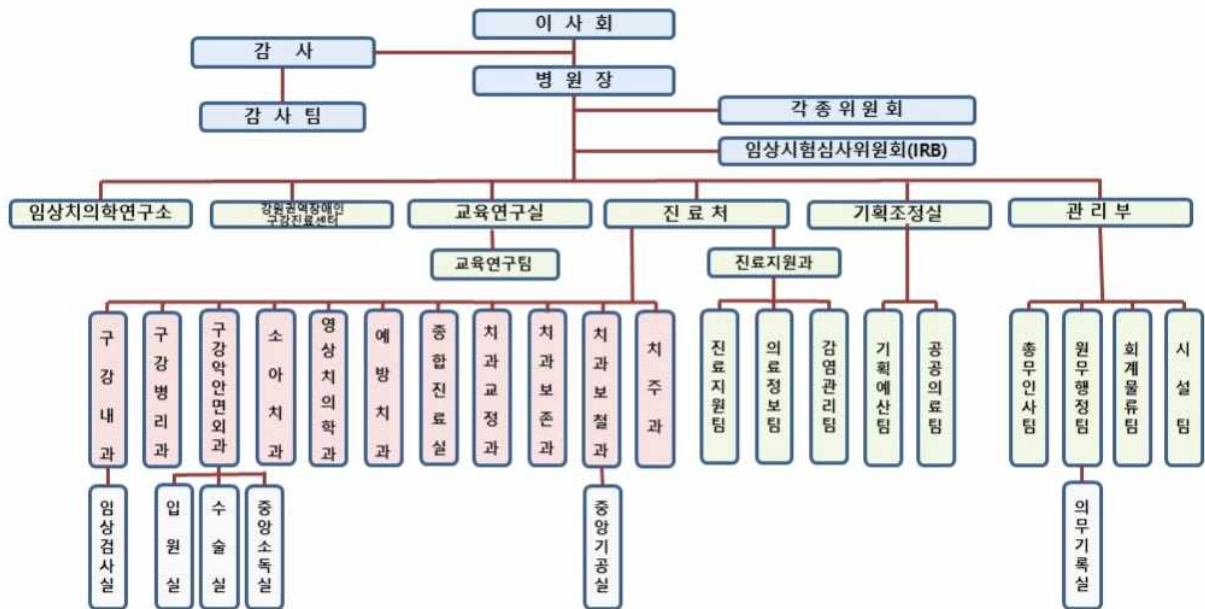 이 사 회
감 사
병 원 장
감 사 팀
각 종 위 원 회
임상시험심사위원회(IRB)
임상치의학연구소
강원권역장애인
구강진료센터
교육연구실
진 료 처
기획조정실
관 리 부
교육연구팀
진료지원과
구강내과
구강병리과
구강악안면외과
소아치과
영상치의학과
예방치과
종합진료실
치과교정과
치과보존과
치과보철과
치주과
진료지원팀
의료정보팀
감염관리팀
기획예산팀
공공의료팀
총무인사팀
원무행정팀
회계물류팀
시설팀
임상검사실
입원실
수술실
중앙소독실
중앙기공실
의무기록실